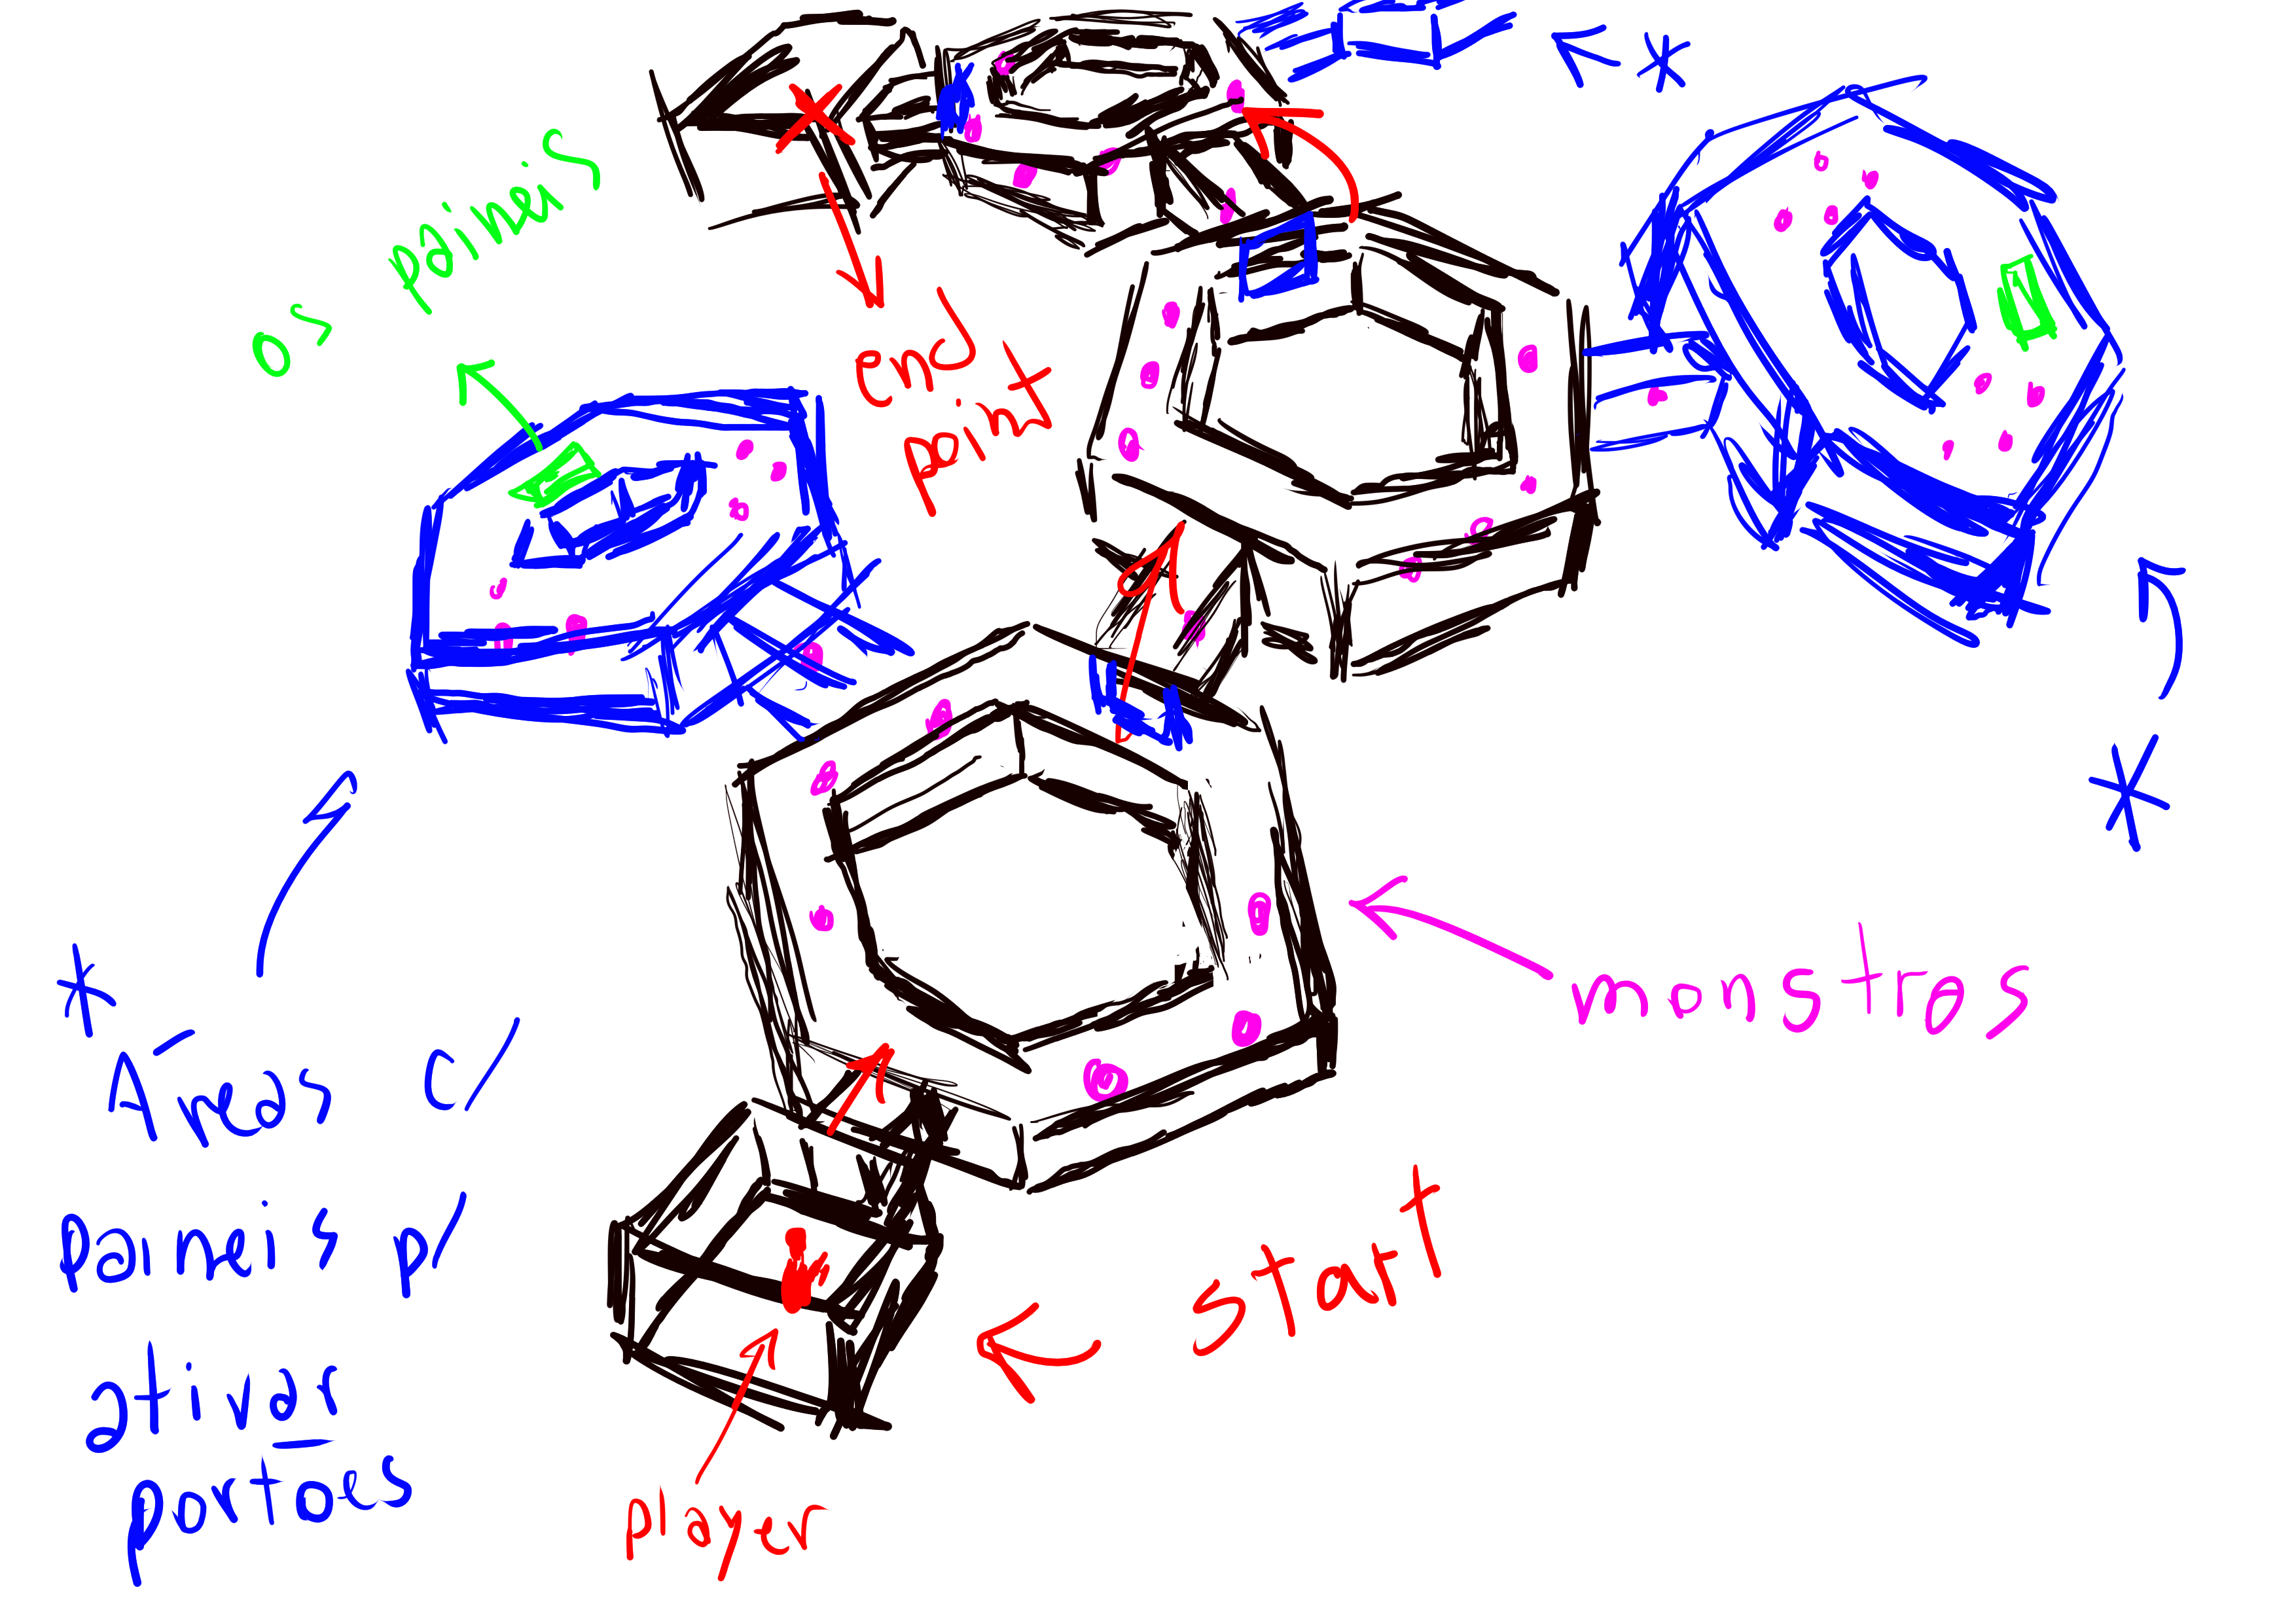 os paineis
end
point
monstros
*
Áreas c/
paineis p/
ativar
portões
start
player
*
*